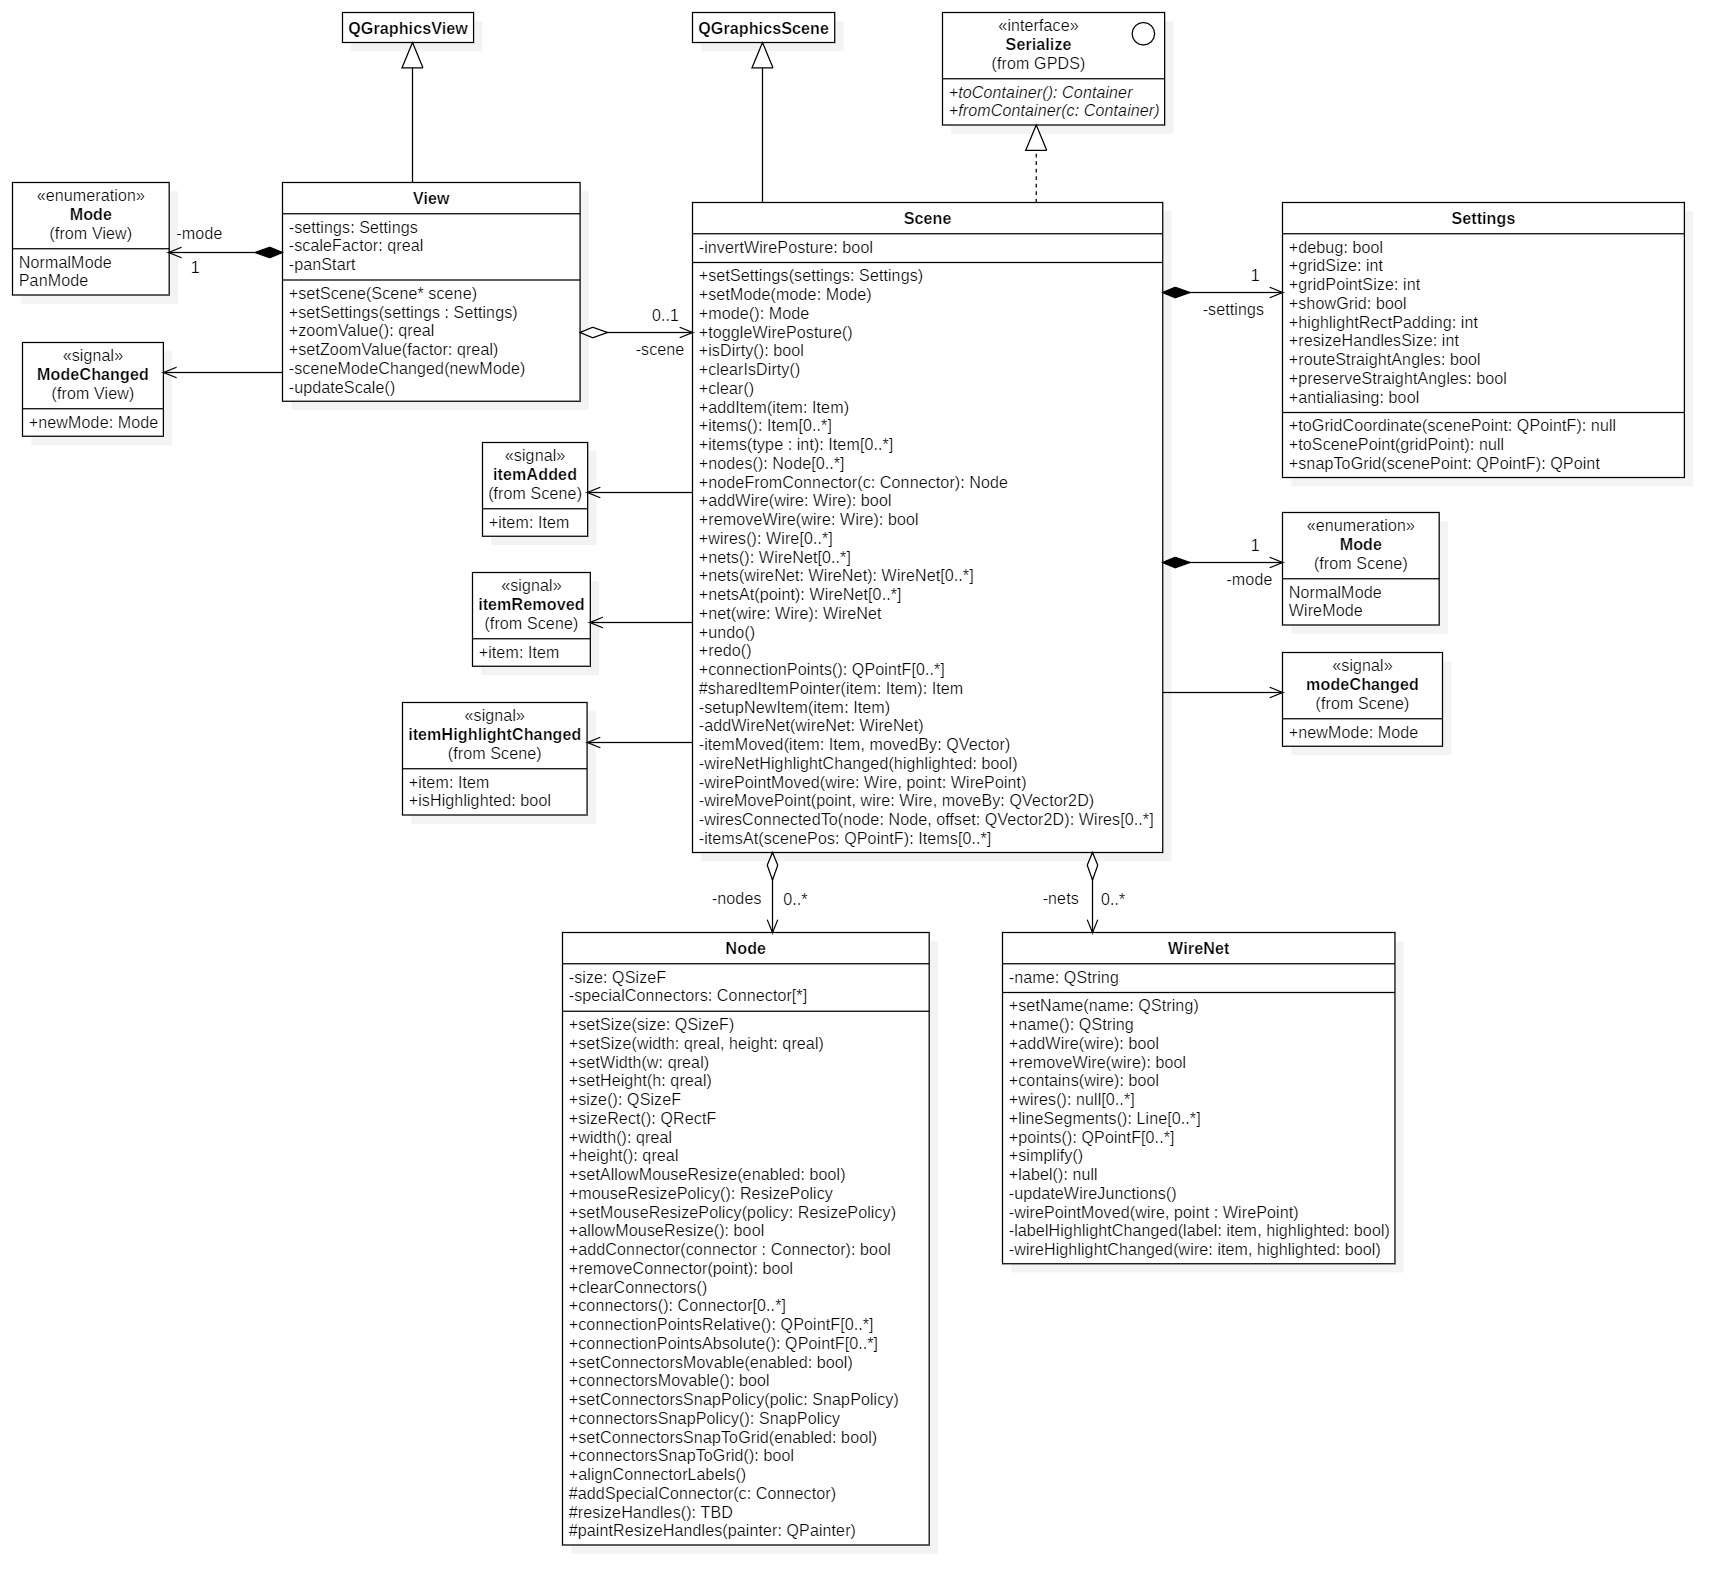 QGraphicsView
QGraphicsScene
«interface»
Serialize
(from GPDS)
+toContainer(): Container
+fromContainer(c: Container)
«enumeration»
Mode
(from View)
NormalMode
PanMode
-mode
1
View
-settings: Settings
-scaleFactor: qreal
-panStart
+setScene(Scene* scene)
+setSettings(settings : Settings)
+zoomValue(): qreal
+setZoomValue(factor: qreal)
-sceneModeChanged(newMode)
-updateScale()
«signal»
ModeChanged
(from View)
+newMode: Mode
0..1
-scene
Scene
-invertWirePosture: bool
+setSettings(settings: Settings)
+setMode(mode: Mode)
+mode(): Mode
+toggleWirePosture()
+isDirty(): bool
+clearIsDirty()
+clear()
+addItem(item: Item)
+items(): Item[0..*]
+items(type : int): Item[0..*]
+nodes(): Node[0..*]
+nodeFromConnector(c: Connector): Node
+addWire(wire: Wire): bool
+removeWire(wire: Wire): bool
+wires(): Wire[0..*]
+nets(): WireNet[0..*]
+nets(wireNet: WireNet): WireNet[0..*]
+netsAt(point): WireNet[0..*]
+net(wire: Wire): WireNet
+undo()
+redo()
+connectionPoints(): QPointF[0..*]
#sharedItemPointer(item: Item): Item
-setupNewItem(item: Item)
-addWireNet(wireNet: WireNet)
-itemMoved(item: Item, movedBy: QVector)
-wireNetHighlightChanged(highlighted: bool)
-wirePointMoved(wire: Wire, point: WirePoint)
-wireMovePoint(point, wire: Wire, moveBy: QVector2D)
-wiresConnectedTo(node: Node, offset: QVector2D): Wires[0..*]
-itemsAt(scenePos: QPointF): Items[0..*]
1
-settings
Settings
+debug: bool
+gridSize: int
+gridPointSize: int
+showGrid: bool
+highlightRectPadding: int
+resizeHandlesSize: int
+routeStraightAngles: bool
+preserveStraightAngles: bool
+antialiasing: bool
+toGridCoordinate(scenePoint: QPointF): null
+toScenePoint(gridPoint): null
+snapToGrid(scenePoint: QPointF): QPoint
«signal»
itemAdded
(from Scene)
+item: Item
«signal»
itemRemoved
(from Scene)
+item: Item
«signal»
itemHighlightChanged
(from Scene)
+item: Item
+isHighlighted: bool
1
-mode
«enumeration»
Mode
(from Scene)
NormalMode
WireMode
«signal»
modeChanged
(from Scene)
+newMode: Mode
-nodes
0..*
-nets
0..*
Node
-size: QSizeF
-specialConnectors: Connector[*]
+setSize(size: QSizeF)
+setSize(width: qreal, height: qreal)
+setWidth(w: qreal)
+setHeight(h: qreal)
+size(): QSizeF
+sizeRect(): QRectF
+width(): qreal
+height(): qreal
+setAllowMouseResize(enabled: bool)
+mouseResizePolicy(): ResizePolicy
+setMouseResizePolicy(policy: ResizePolicy)
+allowMouseResize(): bool
+addConnector(connector : Connector): bool
+removeConnector(point): bool
+clearConnectors()
+connectors(): Connector[0..*]
+connectionPointsRelative(): QPointF[0..*]
+connectionPointsAbsolute(): QPointF[0..*]
+setConnectorsMovable(enabled: bool)
+connectorsMovable(): bool
+setConnectorsSnapPolicy(polic: SnapPolicy)
+connectorsSnapPolicy(): SnapPolicy
+setConnectorsSnapToGrid(enabled: bool)
+connectorsSnapToGrid(): bool
+alignConnectorLabels()
#addSpecialConnector(c: Connector)
#resizeHandles(): TBD
#paintResizeHandles(painter: QPainter)
WireNet
-name: QString
+setName(name: QString)
+name(): QString
+addWire(wire): bool
+removeWire(wire): bool
+contains(wire): bool
+wires(): null[0..*]
+lineSegments(): Line[0..*]
+points(): QPointF[0..*]
+simplify()
+label(): null
-updateWireJunctions()
-wirePointMoved(wire, point : WirePoint)
-labelHighlightChanged(label: item, highlighted: bool)
-wireHighlightChanged(wire: item, highlighted: bool)